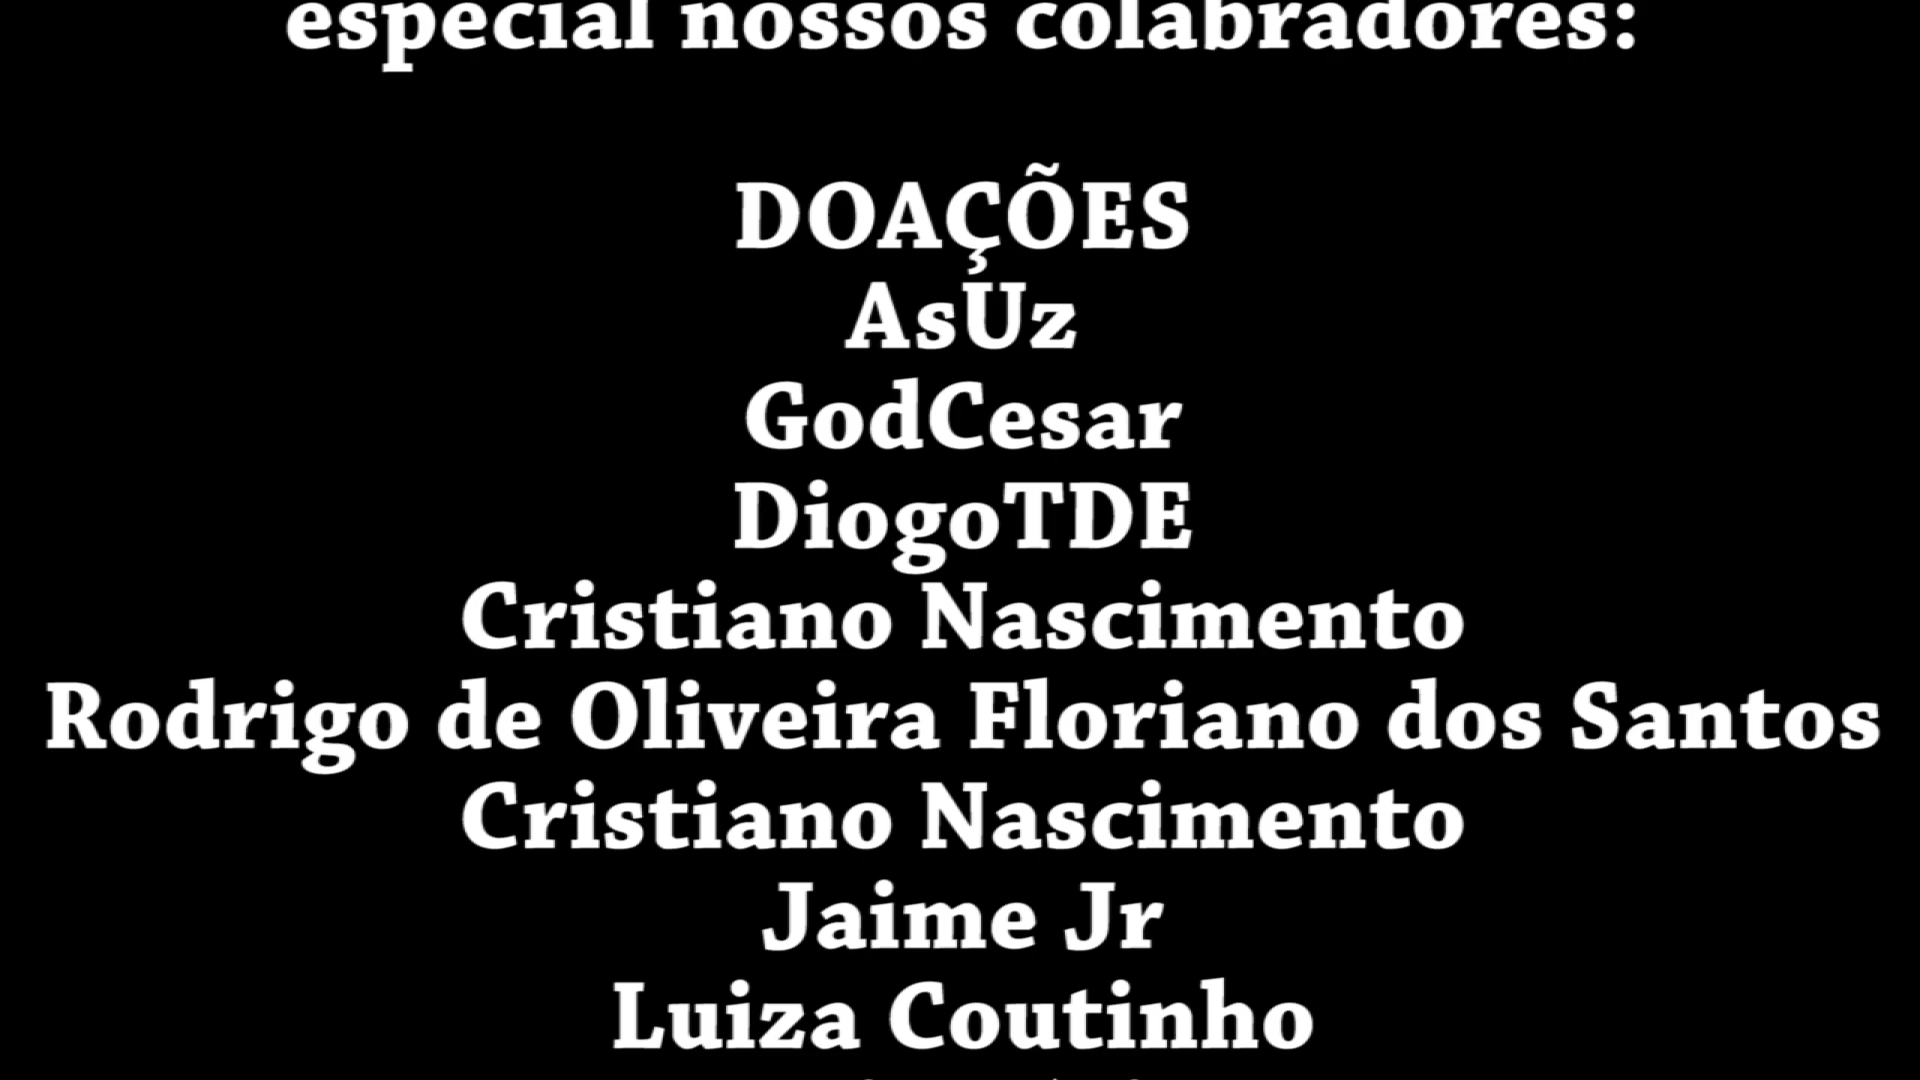 especial nossos colabradores:
DOAÇÕES
AsUz
GodCesar
DiogoTDE
Cristiano Nascimento
Rodrigo de Oliveira Floriano dos Santos
Cristiano Nascimento
Jaime Jr
Luiza Coutinho